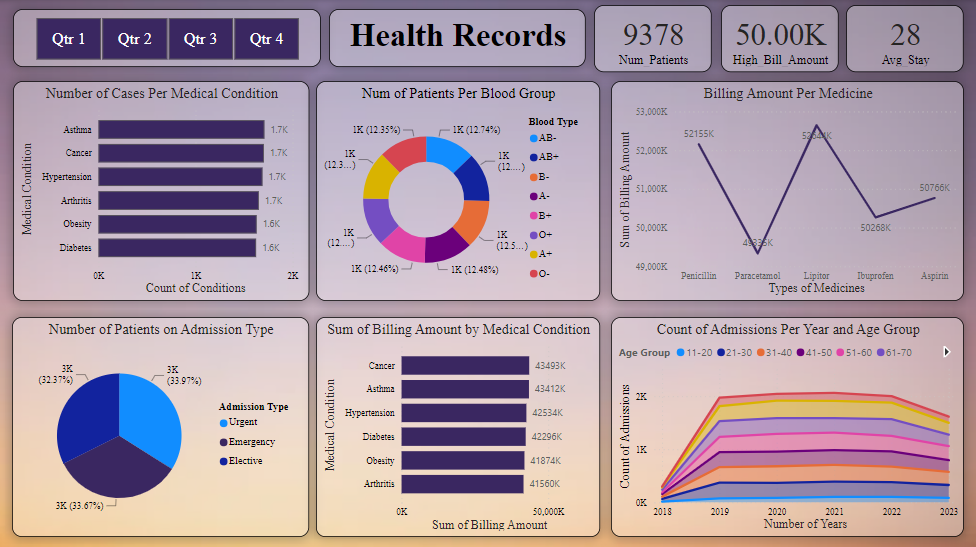 Qtr 1 Qtr 2 Qtr 3 Qtr 4
Health Records
9378
Num Patients
50.00K
High Bill Amount
28
Avg Stay
Number of Cases Per Medical Condition
Medical Condition
Asthma 1.7K
Cancer 1.7K
Hypertension 1.7K
Arthritis 1.7K
Obesity 1.6K
Diabetes 1.6K
0K 1K 2K
Count of Conditions
Num of Patients Per Blood Group
1K (12.35%) 1K (12.74%)
1K
(12.3...)
1K
(12....)
1K
(12....)
1K
(12.5...)
1K (12.46%) 1K (12.48%)
Blood Type
AB-
AB+
B-
A-
B+
O+
A+
O-
Billing Amount Per Medicine
Sum of Billing Amount
53,000K
52,000K
51,000K
50,000K
49,000K
52155K
50268K
50766K
Penicillin Paracetamol Lipitor Ibuprofen Aspirin
Types of Medicines
Number of Patients on Admission Type
3K
(32.37%)
3K
(33.97%)
3K (33.67%)
Admission Type
Urgent
Emergency
Elective
Sum of Billing Amount by Medical Condition
Medical Condition
Cancer 43493K
Asthma 43412K
Hypertension 42534K
Diabetes 42296K
Obesity 41874K
Arthritis 41560K
0K 50,000K
Sum of Billing Amount
Count of Admissions Per Year and Age Group
Age Group 11-20 21-30 31-40 41-50 51-60 61-70
Count of Admissions
2K
1K
0K
2018 2019 2020 2021 2022 2023
Number of Years